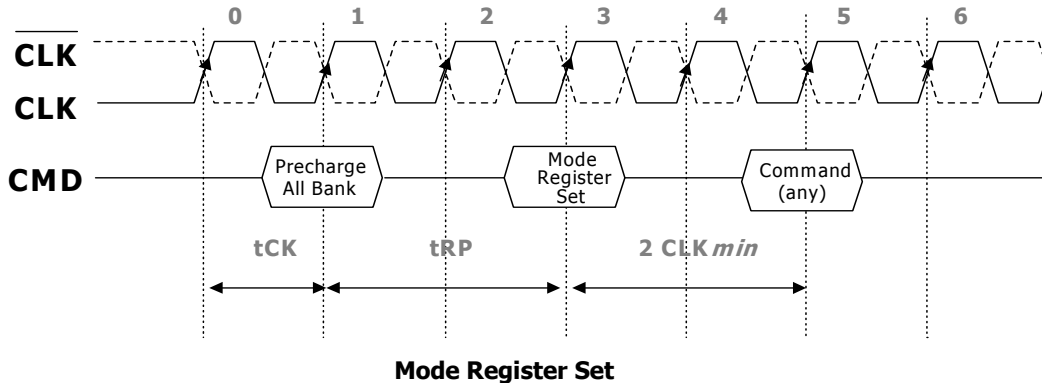 0 1 2 3 4 5 6
CLK
CLK
CMD
Precharge
All Bank
Mode
Register
Set
Command
(any)
tCK tRP 2 CLK min
Mode Register Set